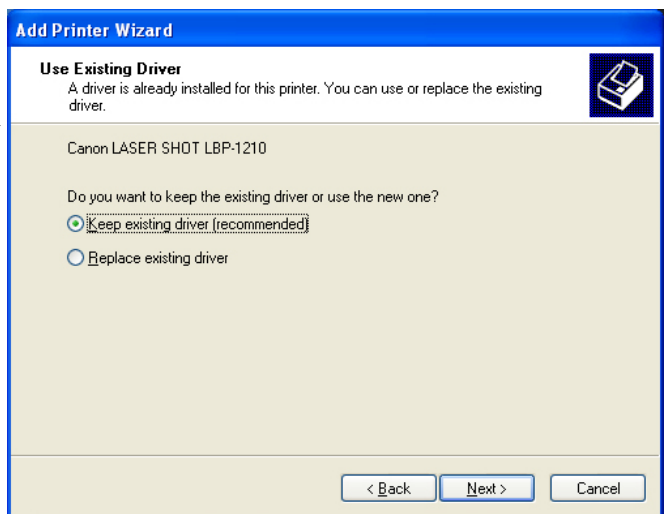 Add Printer Wizard
Use Existing Driver
A driver is already installed for this printer. You can use or replace the existing
driver.
Canon LASER SHOT LBP-1210
Do you want to keep the existing driver or use the new one?
Keep existing driver (recommended)
Replace existing driver
< Back Next > Cancel